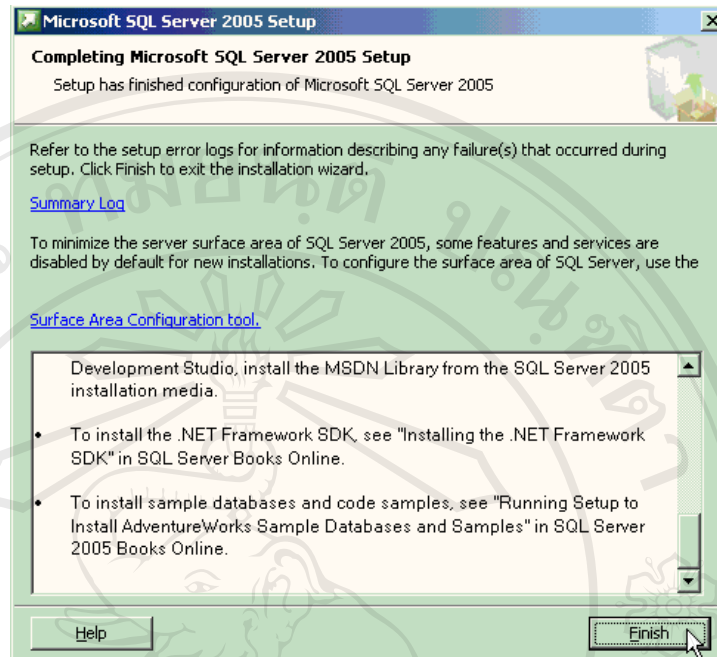 Microsoft SQL Server 2005 Setup
Completing Microsoft SQL Server 2005 Setup
Setup has finished configuration of Microsoft SQL Server 2005
Refer to the setup error logs for information describing any failure(s) that occurred during
setup. Click Finish to exit the installation wizard.
Summary Log
To minimize the server surface area of SQL Server 2005, some features and services are
disabled by default for new installations. To configure the surface area of SQL Server, use the
Surface Area Configuration tool.
Development Studio, install the MSDN Library from the SQL Server 2005
installation media.
• To install the .NET Framework SDK, see "Installing the .NET Framework
SDK" in SQL Server Books Online.
• To install sample databases and code samples, see "Running Setup to
Install AdventureWorks Sample Databases and Samples" in SQL Server
2005 Books Online.
Help
Finish